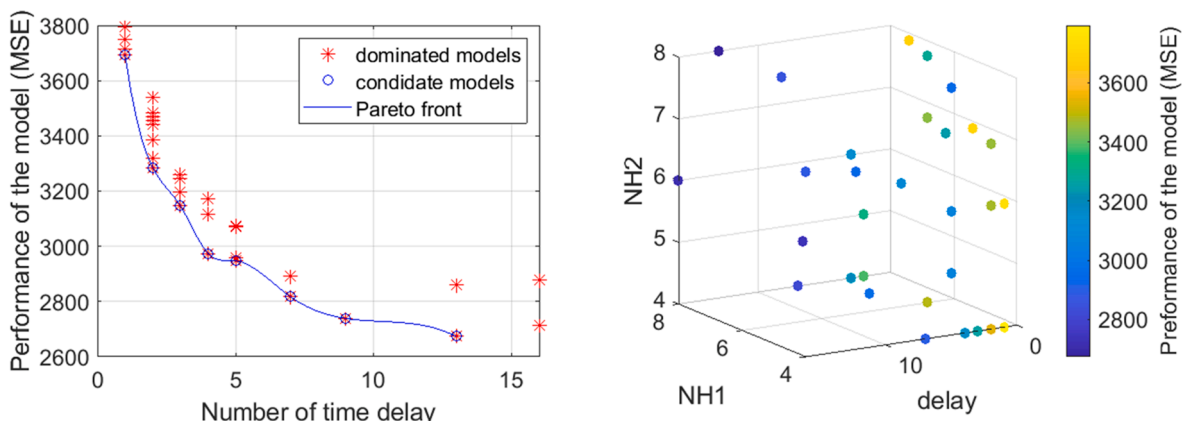 3800
3600
3400
3200
3000
2800
2600
0
5
10
15
Performance of the model (MSE)
Number of time delay
dominated models
candidate models
Pareto front
8
7
6
5
4
NH2
8
6
4
NH1
10
0
delay
3600
3400
3200
3000
2800
Preformance of the model (MSE)